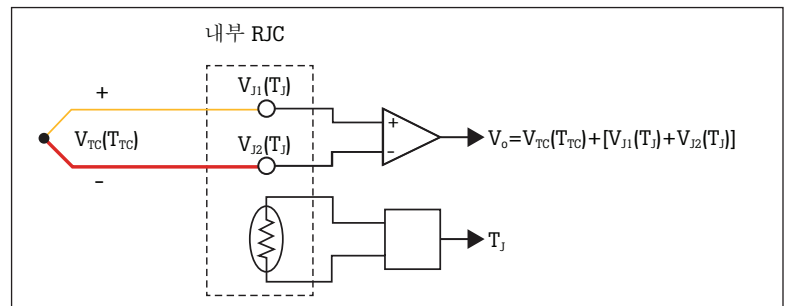 내부 RJC
+
V_J1(T_J)
+
V_TC(T_TC)
V_o=V_TC(T_TC)+[V_J1(T_J)+V_J2(T_J)]
V_J2(T_J)
-
-
T_J